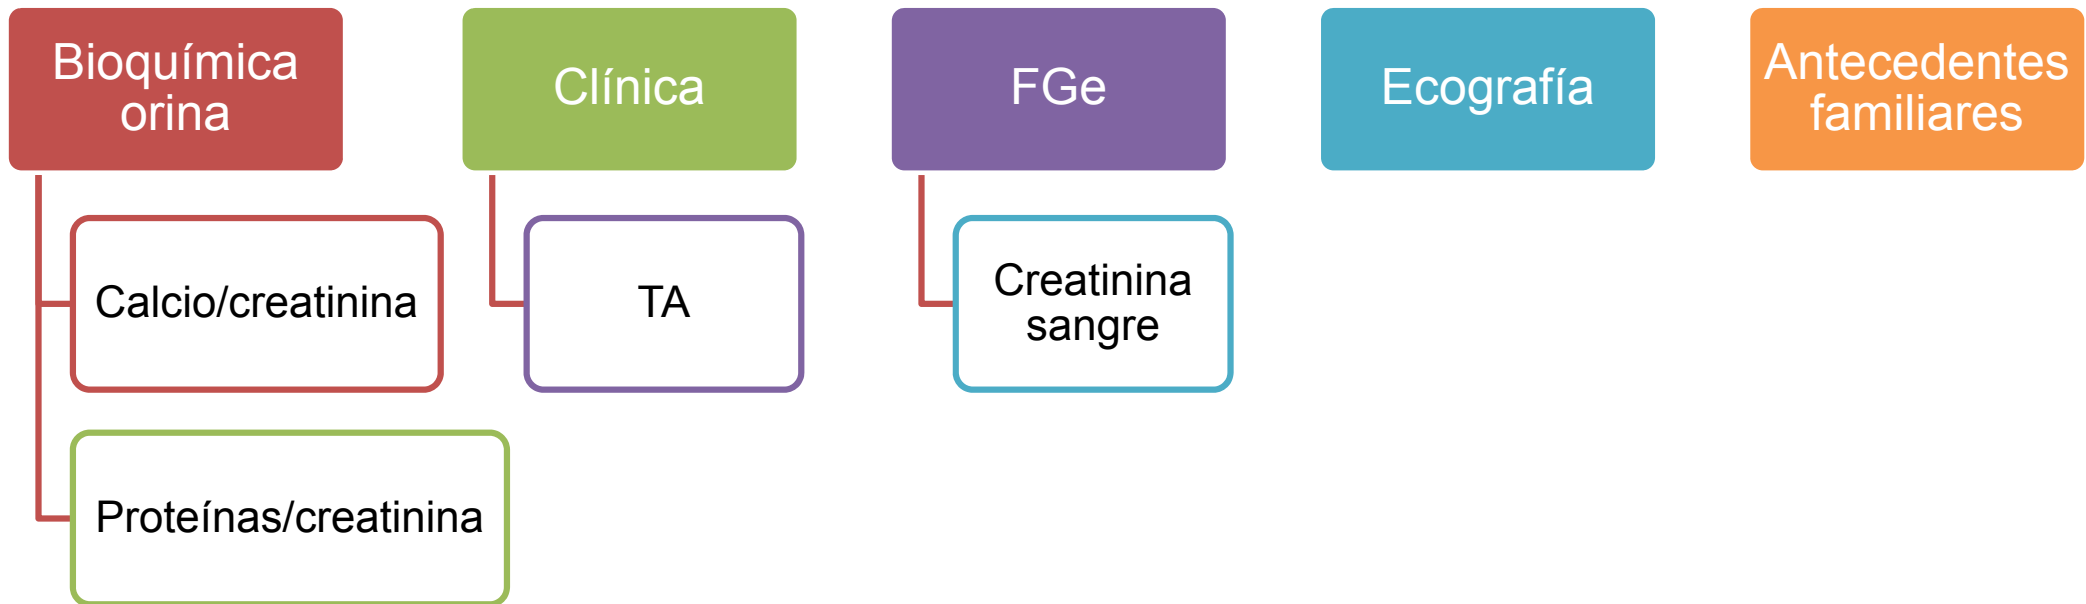 Bioquímica
orina
Clínica
FGe
Ecografía
Antecedentes
familiares
Calcio/creatinina
TA
Creatinina
sangre
Proteínas/creatinina